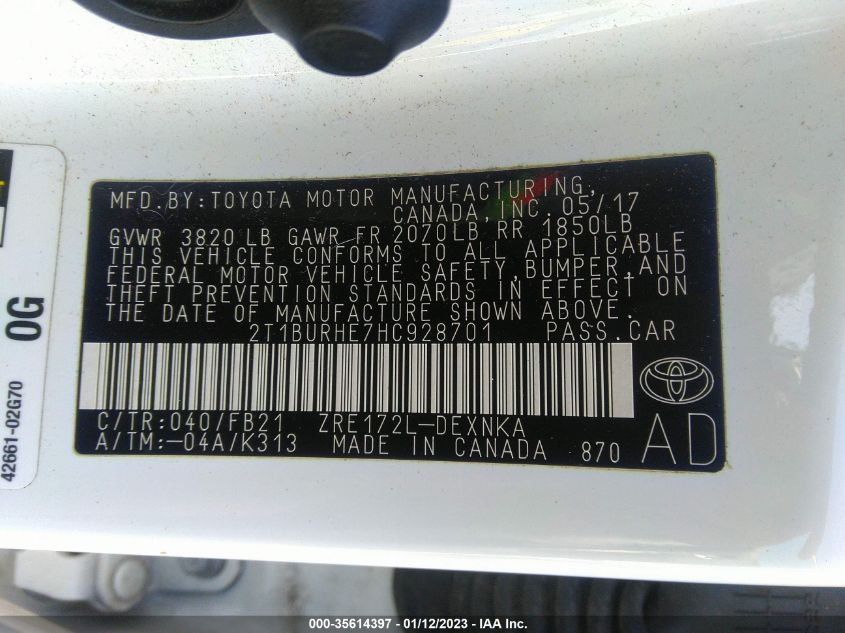 MFD.BY:TOYOTA MOTOR MANUFACTURING,
CANADA, INC. 05/17
GVWR 3820 LB GAWR FR 2070LB RR 1850LB
THIS VEHICLE CONFORMS TO ALL APPLICABLE
FEDERAL MOTOR VEHICLE SAFETY, BUMPER, AND
THEFT PREVENTION STANDARDS IN EFFECT ON
THE DATE OF MANUFACTURE SHOWN ABOVE.
2T1BURHE7HC928701 PASS.CAR
C/TR:040/FB21 ZRE172L-DEXNKA
A/TM:-04A/K313 MADE IN CANADA 870
AD
0G
42661-02G70
000-35614397 - 01/12/2023 - IAA Inc.